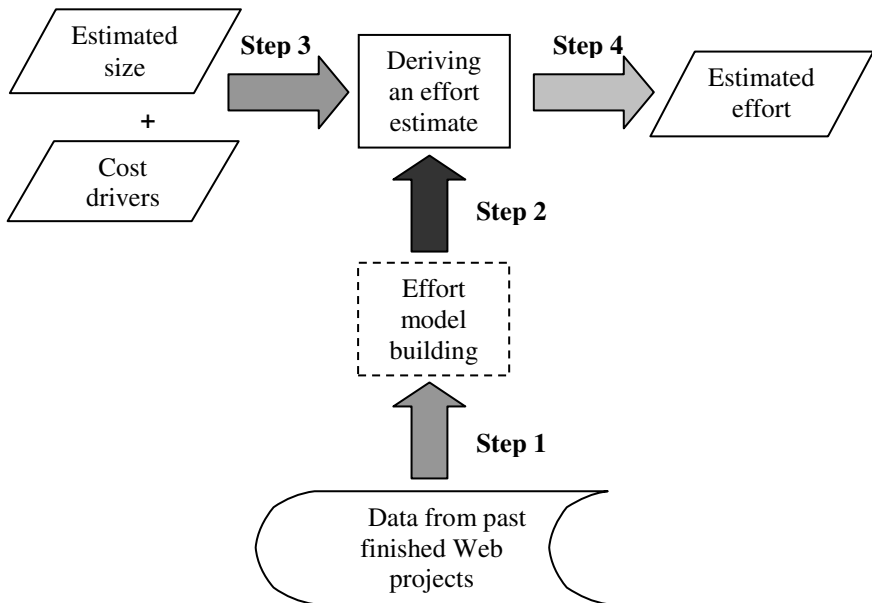 Estimated
size
+
Cost
drivers
Step 3
Deriving
an effort
estimate
Step 4
Estimated
effort
Step 2
Effort
model
building
Step 1
Data from past
finished Web
projects